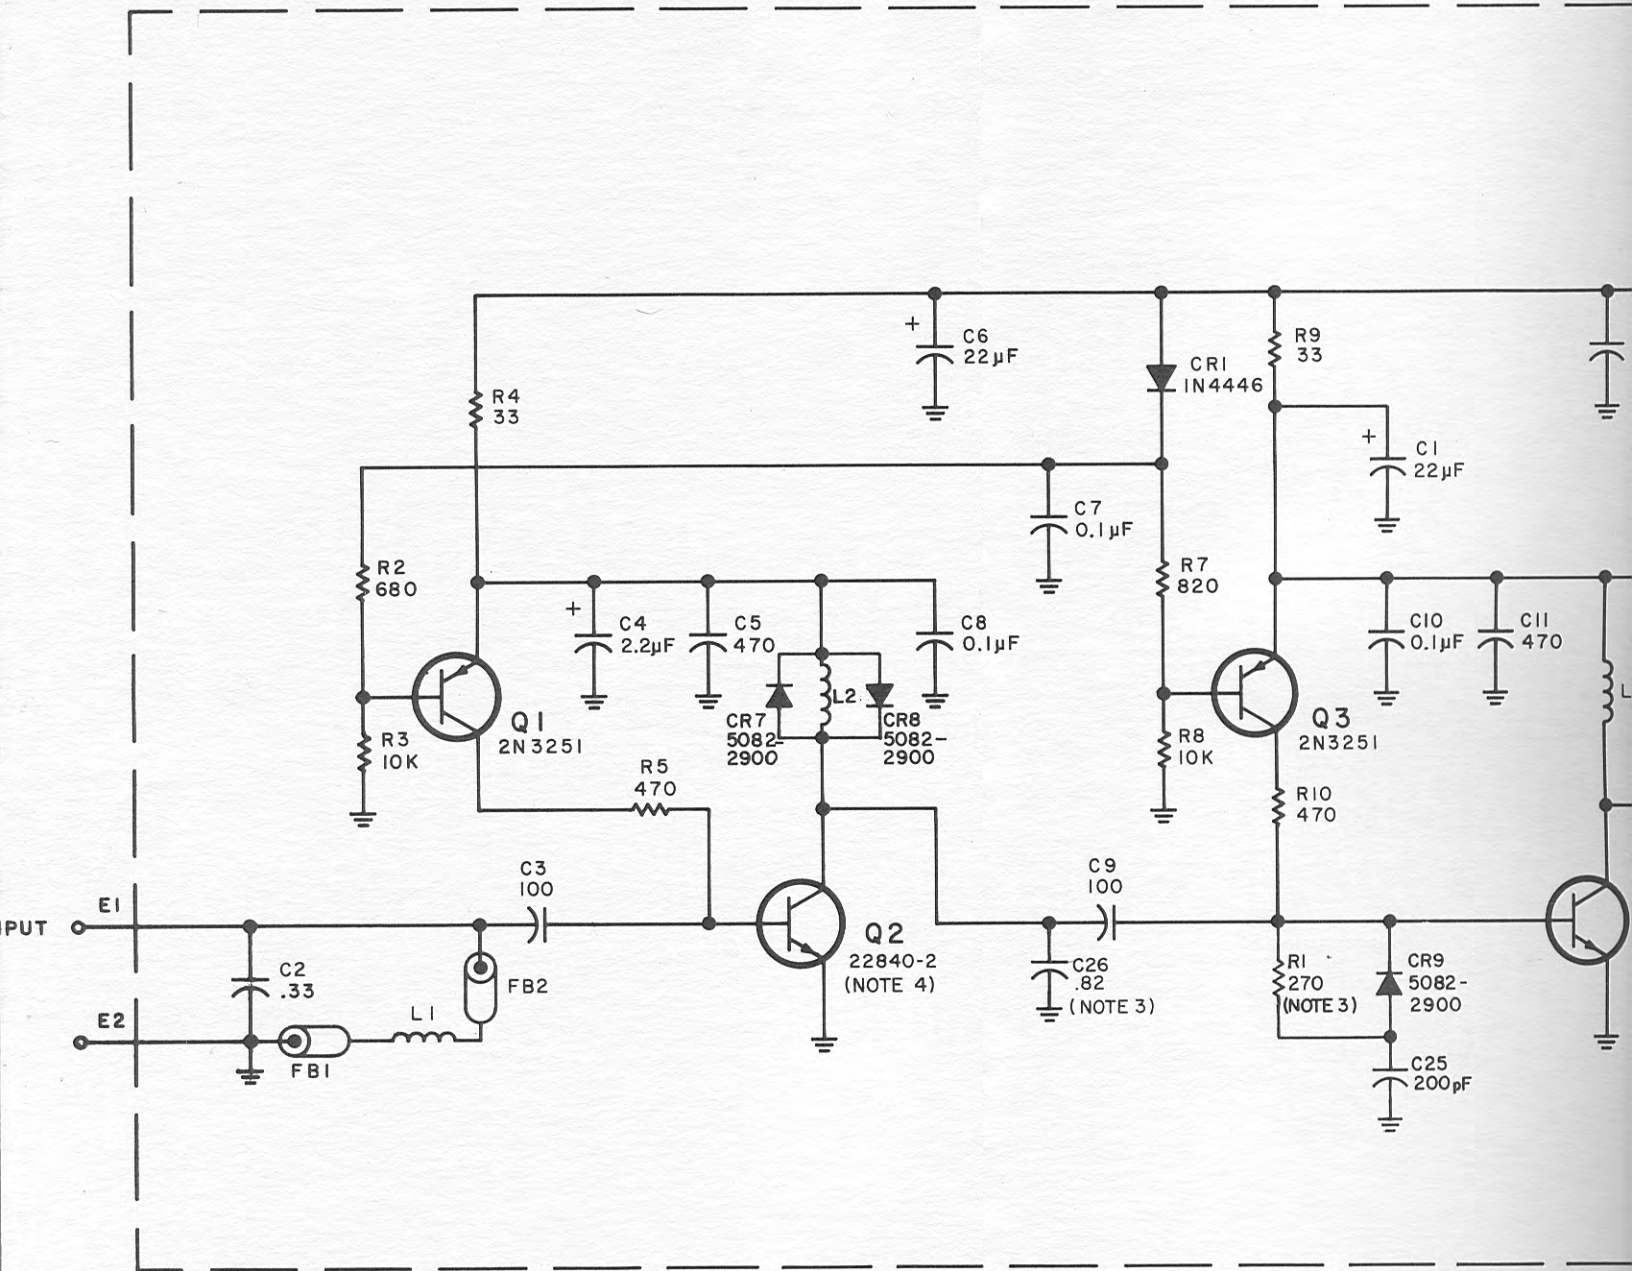 +
C6
22µF
R9
33
CR1
1N4446
R4
33
+
C1
22µF
C7
0.1µF
R2
680
R7
820
+
C4
2.2µF
C5
470
C8
0.1µF
C10
0.1µF
C11
470
L2
L
Q1
2N3251
CR7
5082-
2900
CR8
5082-
2900
Q3
2N3251
R3
10K
R8
10K
R5
470
R10
470
C3
100
C9
100
E1
PUT
Q2
22840-2
(NOTE 4)
C2
.33
FB2
C26
.82
(NOTE 3)
R1
270
(NOTE 3)
CR9
5082-
2900
E2
L1
FB1
C25
200pF